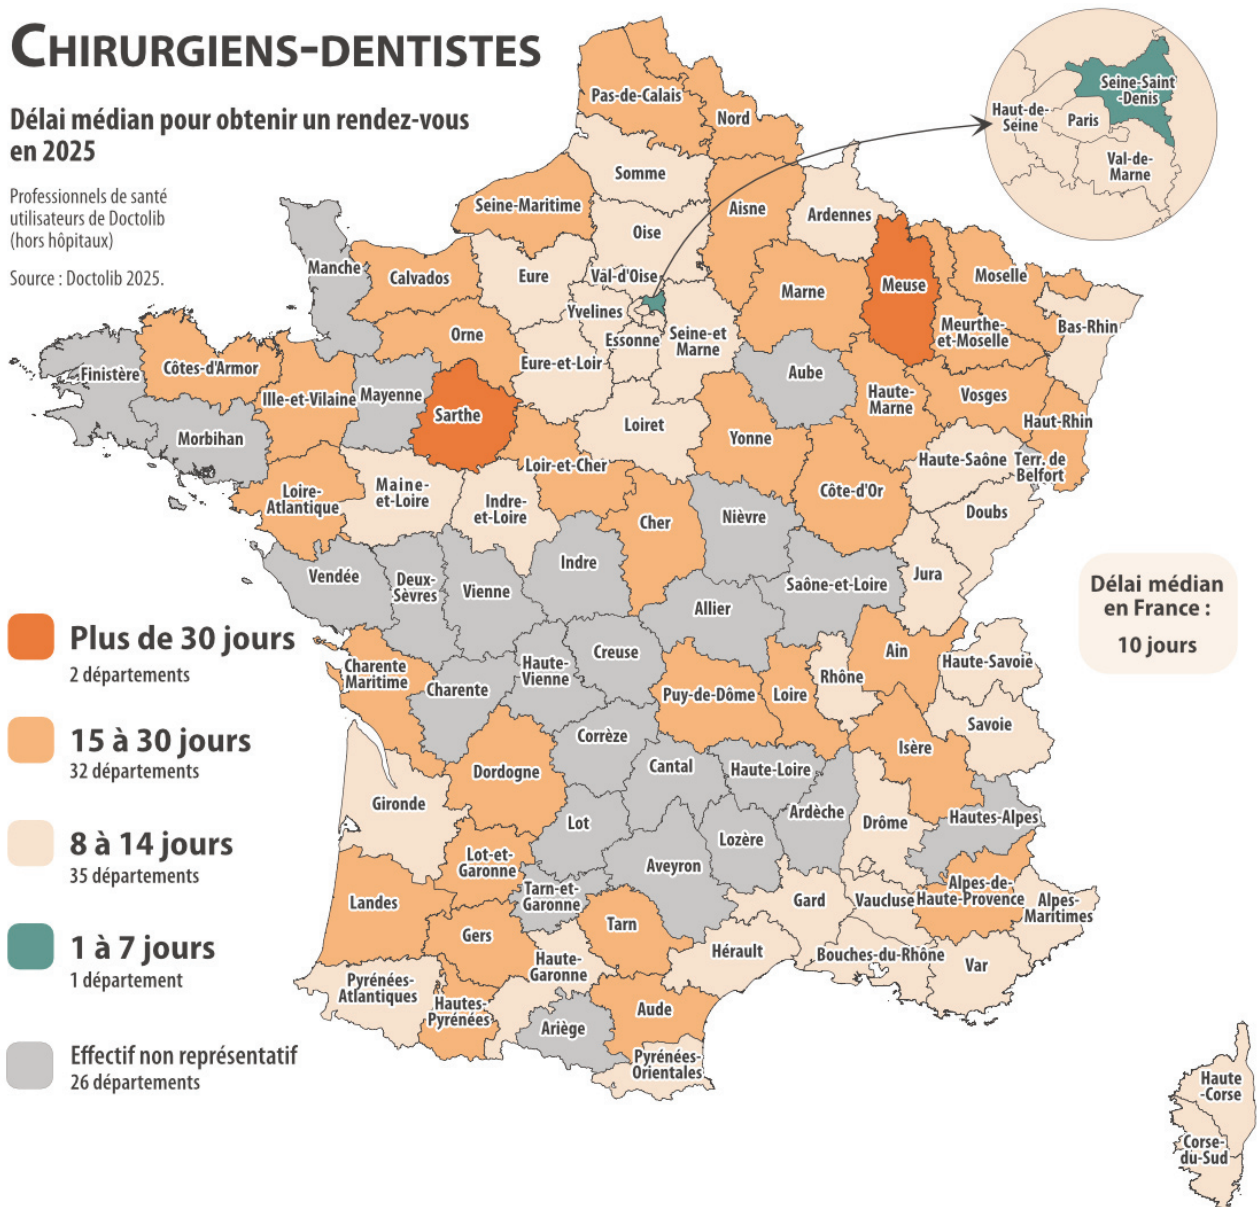 CHIRURGIENS-DENTISTES
Délai médian pour obtenir un rendez-vous
en 2025
Professionnels de santé
utilisateurs de Doctolib
(hors hôpitaux)
Source : Doctolib 2025.
Seine-Saint
-Denis
Haut-de-
Seine
Paris
Val-de-
Marne
Pas-de-Calais
Nord
Somme
Seine-Maritime
Aisne
Ardennes
Oise
Manche
Calvados
Eure
Val-d'Oise
Marne
Meuse
Moselle
Yvelines
Essonne
Seine-et
Marne
Meurthe-
et-Moselle
Bas-Rhin
Orne
Eure-et-Loir
Aube
Finistère
Côtes-d'Armor
Ille-et-Vilaine
Mayenne
Sarthe
Haute-
Marne
Vosges
Haut-Rhin
Morbihan
Loiret
Yonne
Loir-et-Cher
Haute-Saône
Terr. de
Belfort
Loire-
Atlantique
Maine-
et-Loire
Indre-
et-Loire
Cher
Nièvre
Côte-d'Or
Doubs
Vendée
Deux-
Sèvres
Vienne
Indre
Saône-et-Loire
Jura
Allier
Délai médian
en France :
10 jours
Plus de 30 jours
2 départements
15 à 30 jours
32 départements
8 à 14 jours
35 départements
1 à 7 jours
1 département
Effectif non représentatif
26 départements
Charente
Maritime
Charente
Haute-
Vienne
Creuse
Puy-de-Dôme
Loire
Rhône
Ain
Haute-Savoie
Savoie
Isère
Corrèze
Dordogne
Cantal
Haute-Loire
Gironde
Lot
Ardèche
Drôme
Hautes-Alpes
Lozère
Aveyron
Lot-et-
Garonne
Tarn-et-
Garonne
Landes
Gers
Tarn
Gard
Vaucluse
Alpes-de-
Haute-Provence
Alpes-
Maritimes
Haute-
Garonne
Hérault
Bouches-du-Rhône
Var
Pyrénées-
Atlantiques
Hautes-
Pyrénées
Ariège
Aude
Pyrénées-
Orientales
Haute
-Corse
Corse-
du-Sud